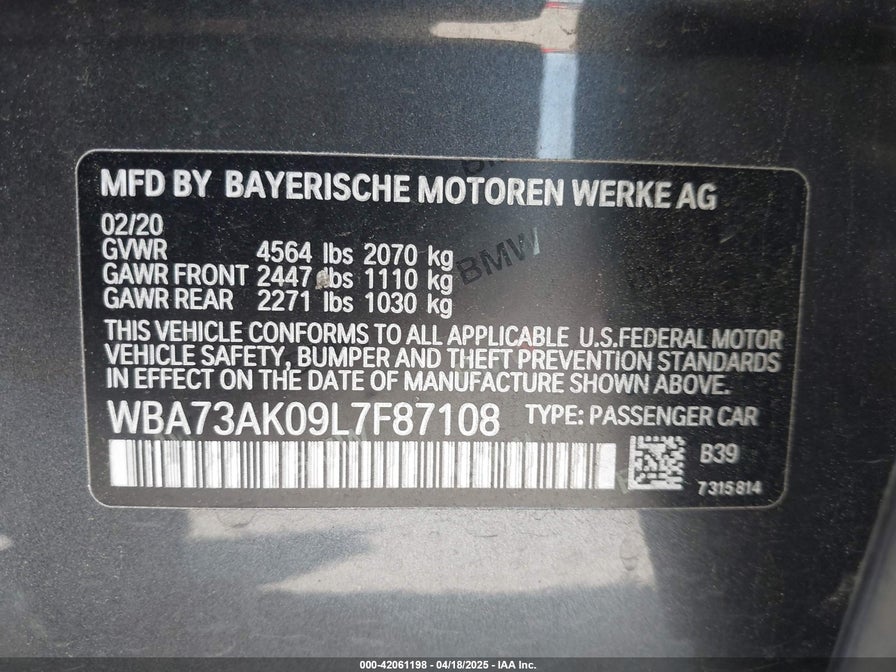 MFD BY BAYERISCHE MOTOREN WERKE AG
02/20
GVWR 4564 lbs 2070 kg
GAWR FRONT 2447 lbs 1110 kg
GAWR REAR 2271 lbs 1030 kg
THIS VEHICLE CONFORMS TO ALL APPLICABLE U.S.FEDERAL MOTOR
VEHICLE SAFETY, BUMPER AND THEFT PREVENTION STANDARDS
IN EFFECT ON THE DATE OF MANUFACTURE SHOWN ABOVE.
WBA73AK09L7F87108 TYPE: PASSENGER CAR
B39
7315814
BMW
000-42061198 - 04/18/2025 - IAA Inc.